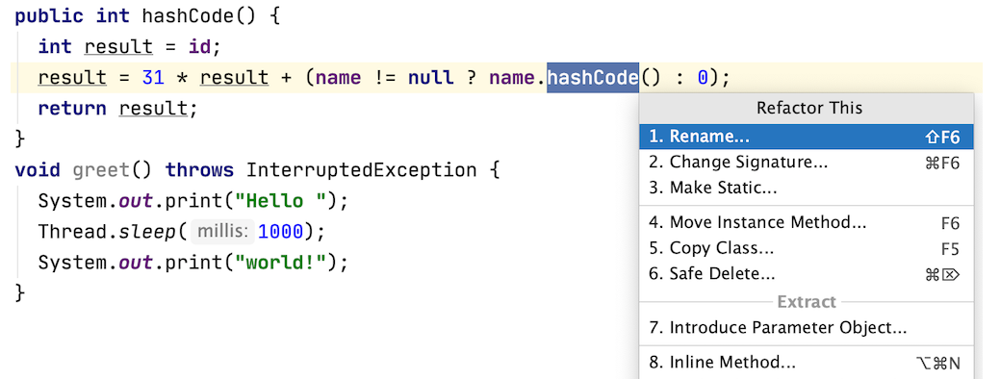 public int hashCode() {
int result = id;
result = 31 * result + (name != null ? name.hashCode() : 0);
return result;
}
void greet() throws InterruptedException {
System.out.print("Hello ");
Thread.sleep( millis: 1000);
System.out.print("world!");
}
Refactor This
1. Rename... ⇧F6
2. Change Signature... ⌘F6
3. Make Static...
4. Move Instance Method... F6
5. Copy Class... F5
6. Safe Delete... ⌘⌦
Extract
7. Introduce Parameter Object...
8. Inline Method... ⌥⌘N